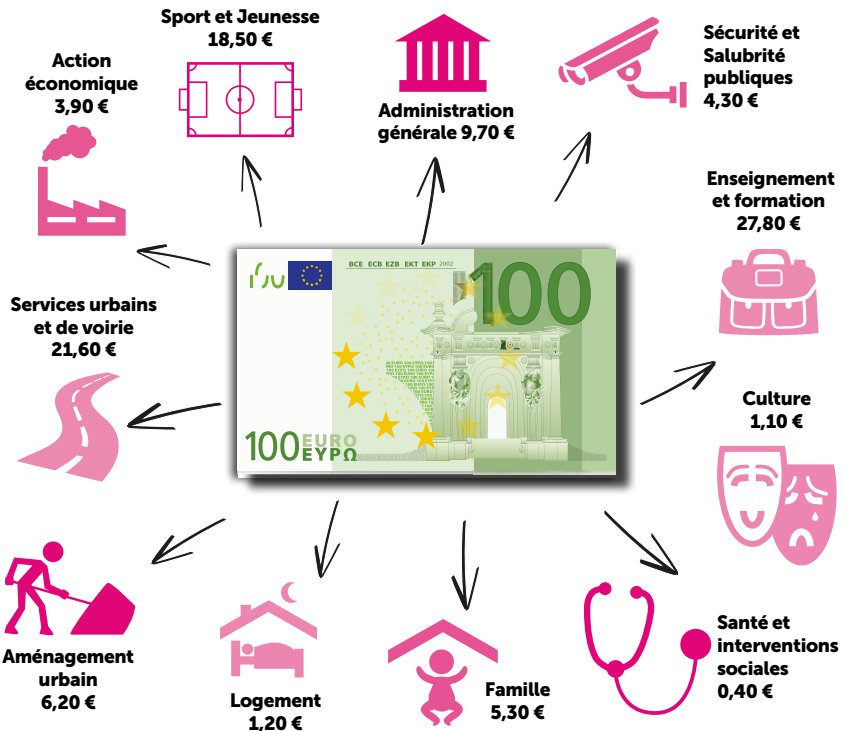 Sport et Jeunesse
18,50 €
Action
économique
3,90 €
Administration
générale 9,70 €
Sécurité et
Salubrité
publiques
4,30 €
Enseignement
et formation
27,80 €
BCE ECB EZB EKT EKP 2002
100
Services urbains
et de voirie
21,60 €
Culture
1,10 €
100 EURO
ΕΥΡΩ
Aménagement
urbain
6,20 €
Logement
1,20 €
Famille
5,30 €
Santé et
interventions
sociales
0,40 €